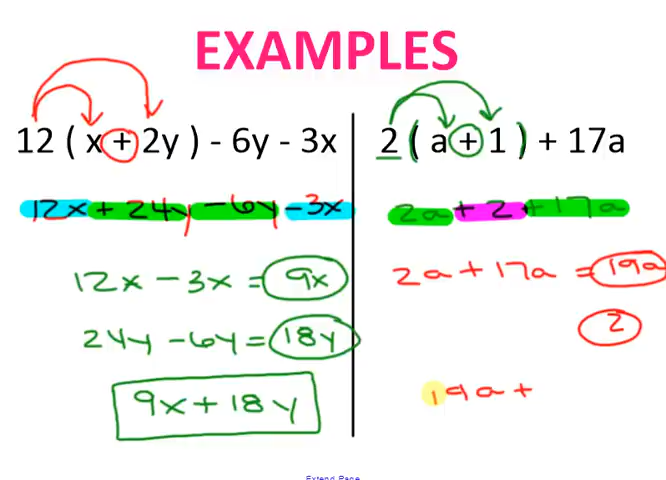 EXAMPLES
12 ( x + 2y ) - 6y - 3x
12x + 24y - 6y - 3x
12x - 3x = 9x
24y - 6y = 18y
9x + 18y
2 ( a + 1 ) + 17a
2a + 2 + 17a
2a + 17a = 19a
2
19a +
Extend Page